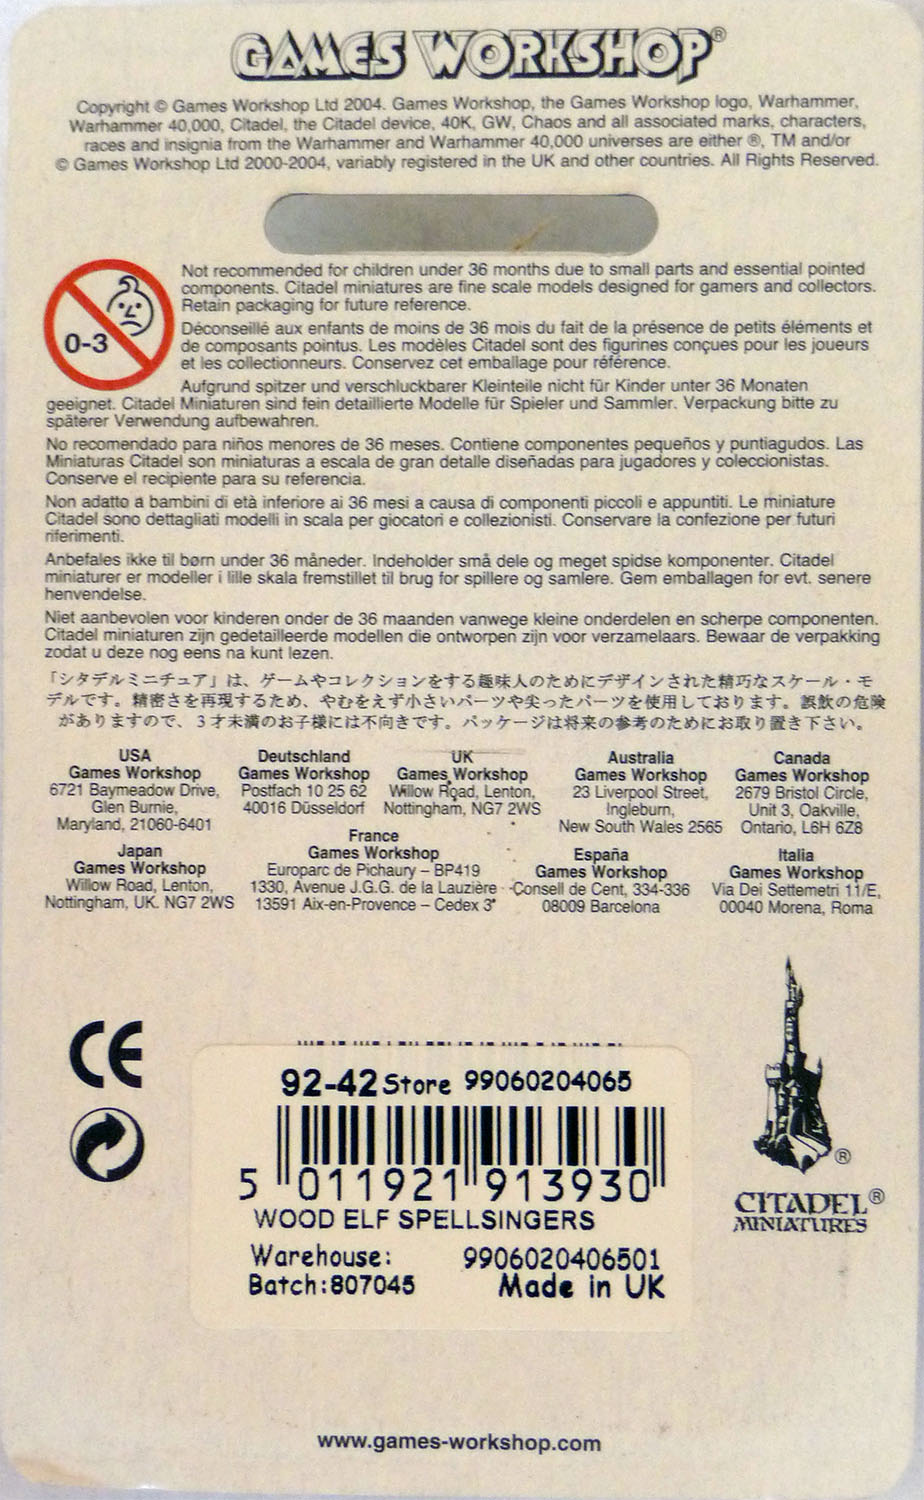 GAMES WORKSHOP®
Copyright © Games Workshop Ltd 2004. Games Workshop, the Games Workshop logo, Warhammer,
Warhammer 40,000, Citadel, the Citadel device, 40K, GW, Chaos and all associated marks, characters,
races and insignia from the Warhammer and Warhammer 40,000 universes are either ®, TM and/or
© Games Workshop Ltd 2000-2004, variably registered in the UK and other countries. All Rights Reserved.
0-3
Not recommended for children under 36 months due to small parts and essential pointed
components. Citadel miniatures are fine scale models designed for gamers and collectors.
Retain packaging for future reference.
Déconseillé aux enfants de moins de 36 mois du fait de la présence de petits éléments et
de composants pointus. Les modèles Citadel sont des figurines conçues pour les joueurs
et les collectionneurs. Conservez cet emballage pour référence.
Aufgrund spitzer und verschluckbarer Kleinteile nicht für Kinder unter 36 Monaten
geeignet. Citadel Miniaturen sind fein detaillierte Modelle für Spieler und Sammler. Verpackung bitte zu
späterer Verwendung aufbewahren.
No recomendado para niños menores de 36 meses. Contiene componentes pequeños y puntiagudos. Las
Miniaturas Citadel son miniaturas a escala de gran detalle diseñadas para jugadores y coleccionistas.
Conserve el recipiente para su referencia.
Non adatto a bambini di età inferiore ai 36 mesi a causa di componenti piccoli e appuntiti. Le miniature
Citadel sono dettagliati modelli in scala per giocatori e collezionisti. Conservare la confezione per futuri
riferimenti.
Anbefales ikke til børn under 36 måneder. Indeholder små dele og meget spidse komponenter. Citadel
miniaturer er modeller i lille skala fremstillet til brug for spillere og samlere. Gem emballagen for evt. senere
henvendelse.
Niet aanbevolen voor kinderen onder de 36 maanden vanwege kleine onderdelen en scherpe componenten.
Citadel miniaturen zijn gedetailleerde modellen die ontworpen zijn voor verzamelaars. Bewaar de verpakking
zodat u deze nog eens na kunt lezen.
「シタデルミニチュア」は、ゲームやコレクションをする趣味人のためにデザインされた精巧なスケール・モ
デルです。精密さを再現するため、やむをえず小さいパーツや尖ったパーツを使用しております。誤飲の危険
がありますので、3才未満のお子様には不向きです。パッケージは将来の参考のためにお取り置き下さい。
USA
Games Workshop
6721 Baymeadow Drive,
Glen Burnie,
Maryland, 21060-6401
Deutschland
Games Workshop
Postfach 10 25 62
40016 Düsseldorf
UK
Games Workshop
Willow Road, Lenton,
Nottingham, NG7 2WS
Australia
Games Workshop
23 Liverpool Street,
Ingleburn,
New South Wales 2565
Canada
Games Workshop
2679 Bristol Circle,
Unit 3, Oakville,
Ontario, L6H 6Z8
Japan
Games Workshop
Willow Road, Lenton,
Nottingham, UK. NG7 2WS
France
Games Workshop
Europarc de Pichaury – BP419
1330, Avenue J.G.G. de la Lauzière
13591 Aix-en-Provence – Cedex 3
España
Games Workshop
Consell de Cent, 334-336
08009 Barcelona
Italia
Games Workshop
Via Dei Settemetri 11/E,
00040 Morena, Roma
CE
92-42 Store 99060204065
5 011921 913930
WOOD ELF SPELLSINGERS
Warehouse: 9906020406501
Batch:807045 Made in UK
®
CITADEL®
MINIATURES
www.games-workshop.com